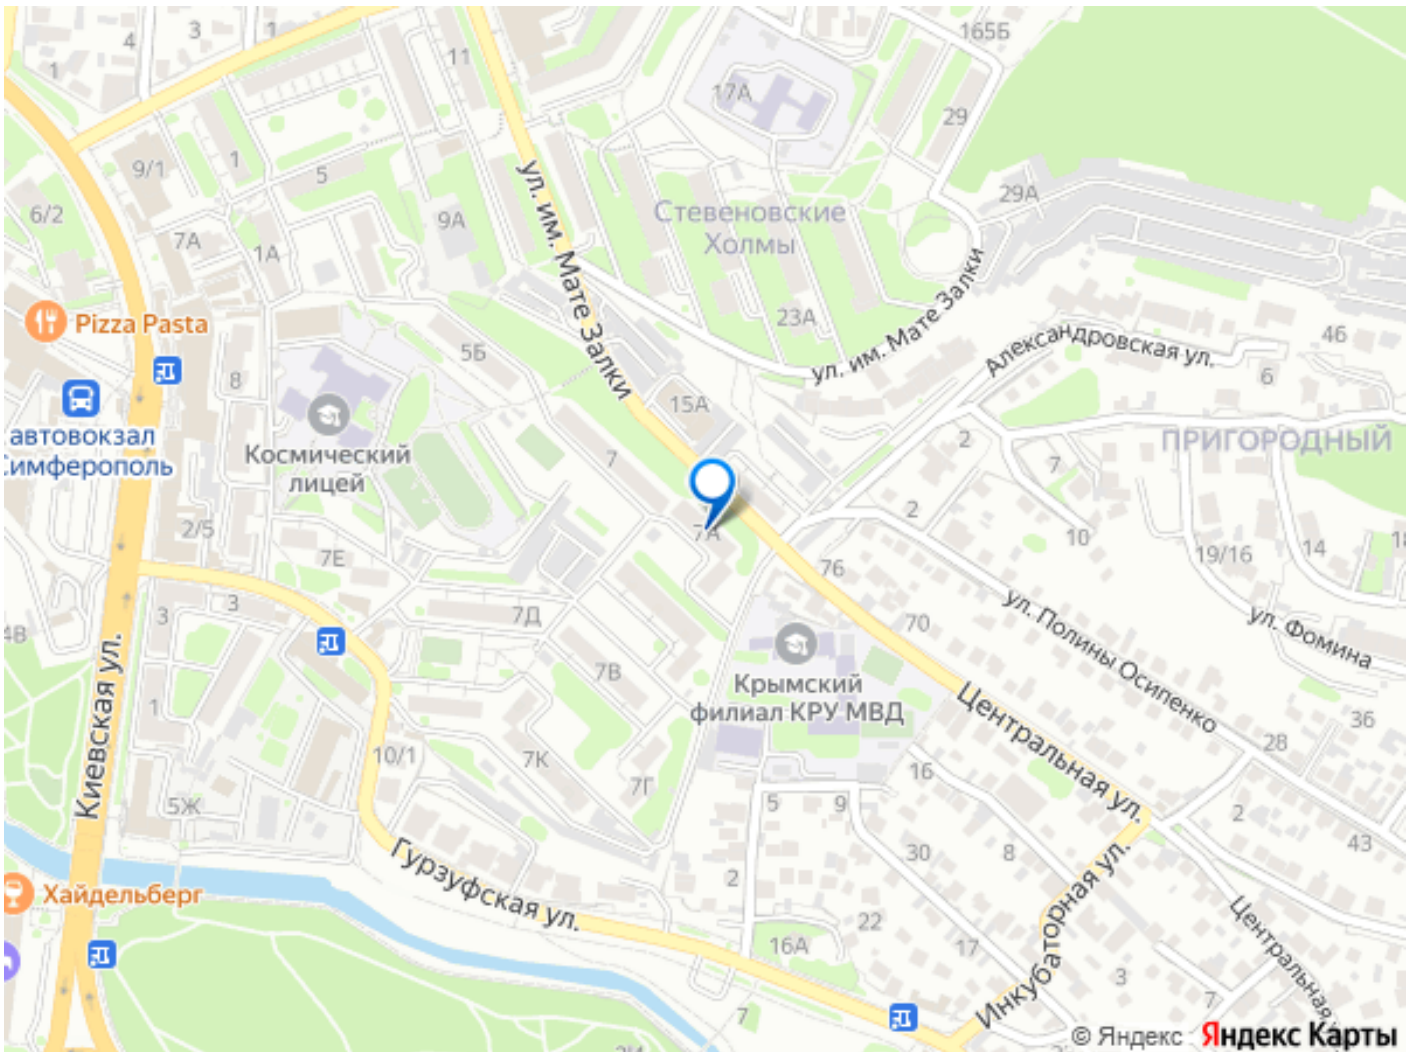 3
1
4
1
165Б
11
17А
29
9/1
1
5
29А
6/2
7А
1А
9А
Стевеновские
Холмы
ул. им. Мате Залки
Pizza Pasta
23А
ул. им. Мате Залки
46
Александровская ул.
5Б
8
6
15А
автовокзал
Симферополь
Космический
лицей
7
2
7
ПРИГОРОДНЫЙ
2/5
7А
2
10
19/16
14
7Е
76
3
3
7Д
70
ул. Полины Осипенко
ул. Фомина
4В
Киевская ул.
7В
Крымский
филиал КРУ МВД
Центральная ул.
1
36
28
10/1
7К
7Г
16
5Ж
5
9
2
43
Гурзуфская ул.
30
8
Инкубаторная ул.
Хайдельберг
2
22
Центральная
16А
17
3
7
7
© Яндекс
Яндекс Карты